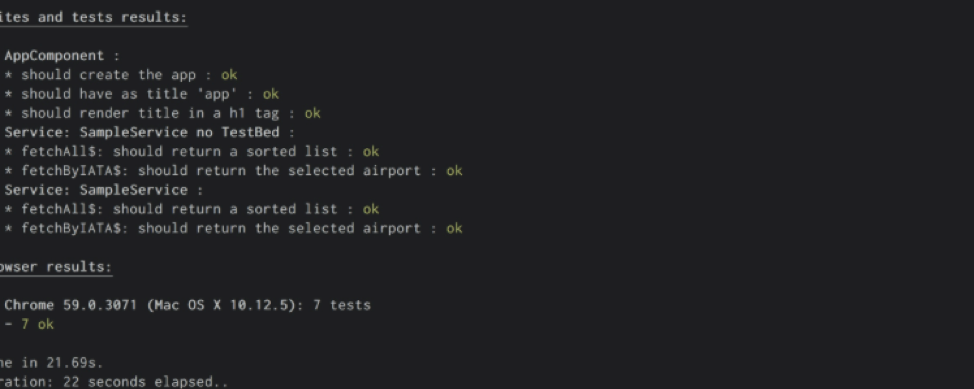 ites and tests results:
AppComponent :
* should create the app : ok
* should have as title 'app' : ok
* should render title in a h1 tag : ok
Service: SampleService no TestBed :
* fetchAll$: should return a sorted list : ok
* fetchByIATA$: should return the selected airport : ok
Service: SampleService :
* fetchAll$: should return a sorted list : ok
* fetchByIATA$: should return the selected airport : ok
owser results:
Chrome 59.0.3071 (Mac OS X 10.12.5): 7 tests
- 7 ok
ne in 21.69s.
ration: 22 seconds elapsed..